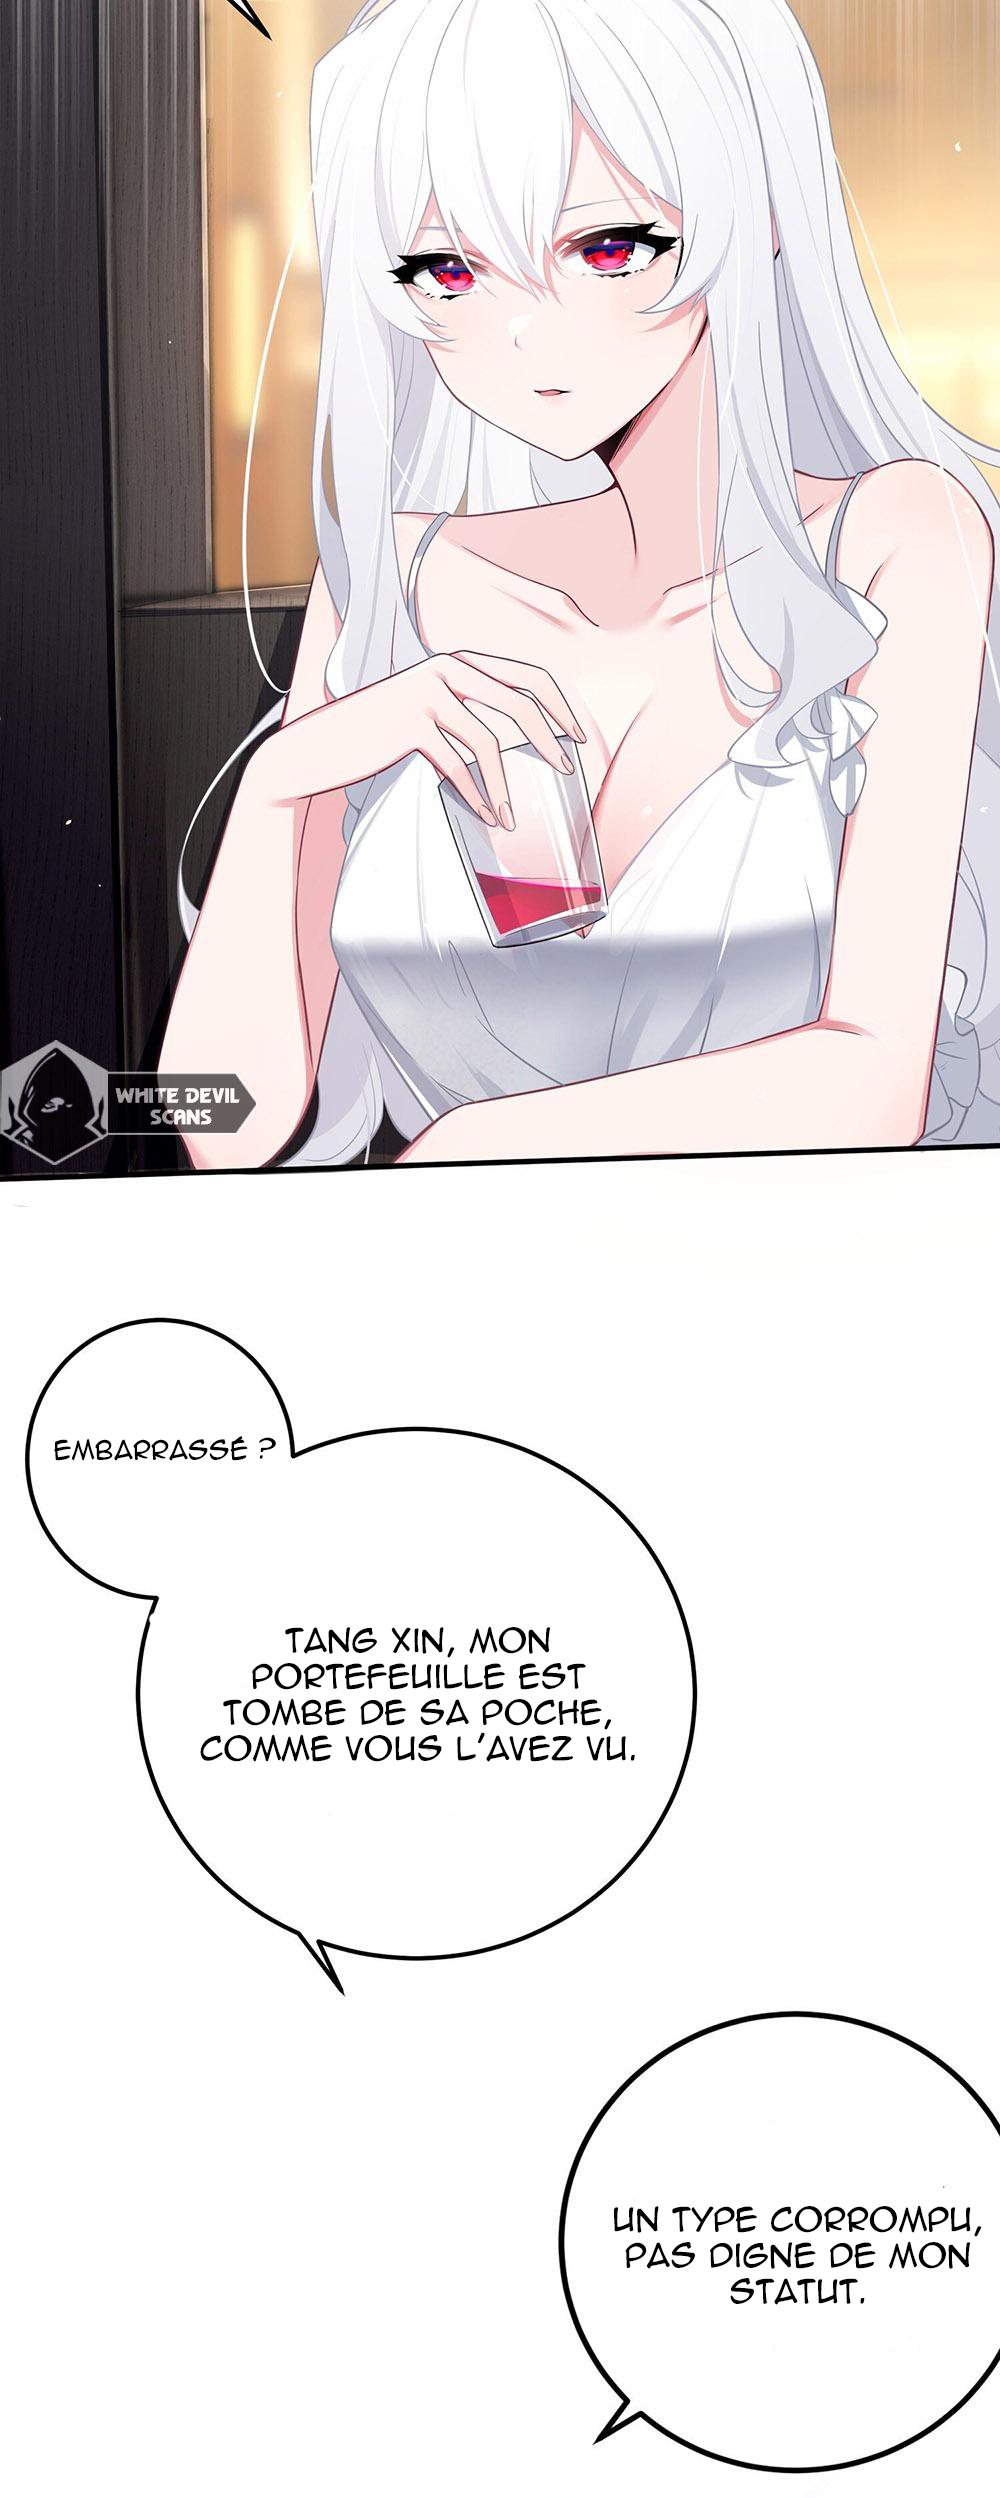 WHITE DEVIL
SCANS
EMBARRASSÉ ?
TANG XIN, MON
PORTEFEUILLE EST
TOMBE DE SA POCHE,
COMME VOUS L'AVEZ VU.
UN TYPE CORROMPU,
PAS DIGNE DE MON
STATUT.